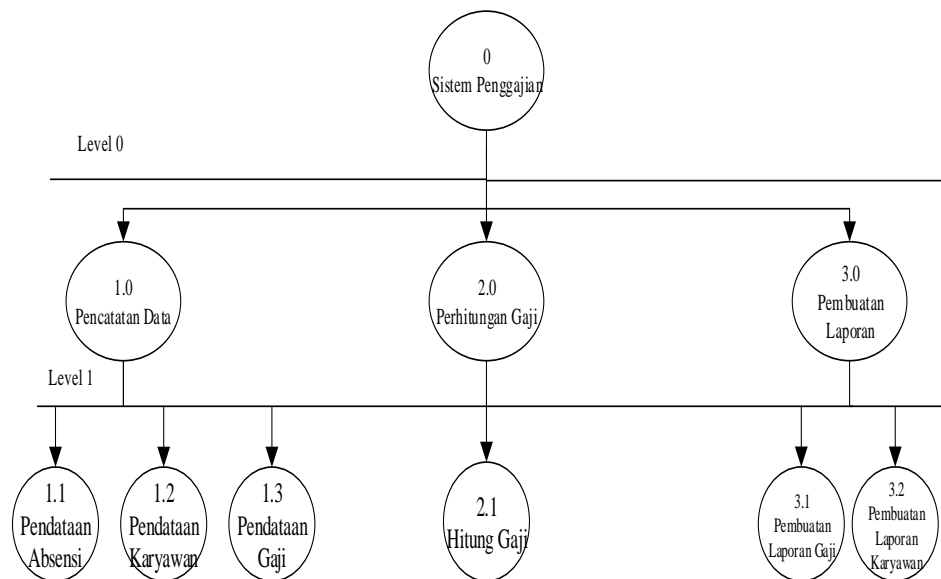 0
Sistem Penggajian
Level 0
1.0
Pencatatan Data
2.0
Perhitungan Gaji
3.0
Pembuatan
Laporan
Level 1
1.1
Pendataan
Absensi
1.2
Pendataan
Karyawan
1.3
Pendataan
Gaji
2.1
Hitung Gaji
3.1
Pembuatan
Laporan Gaji
3.2
Pembuatan
Laporan
Karyawan